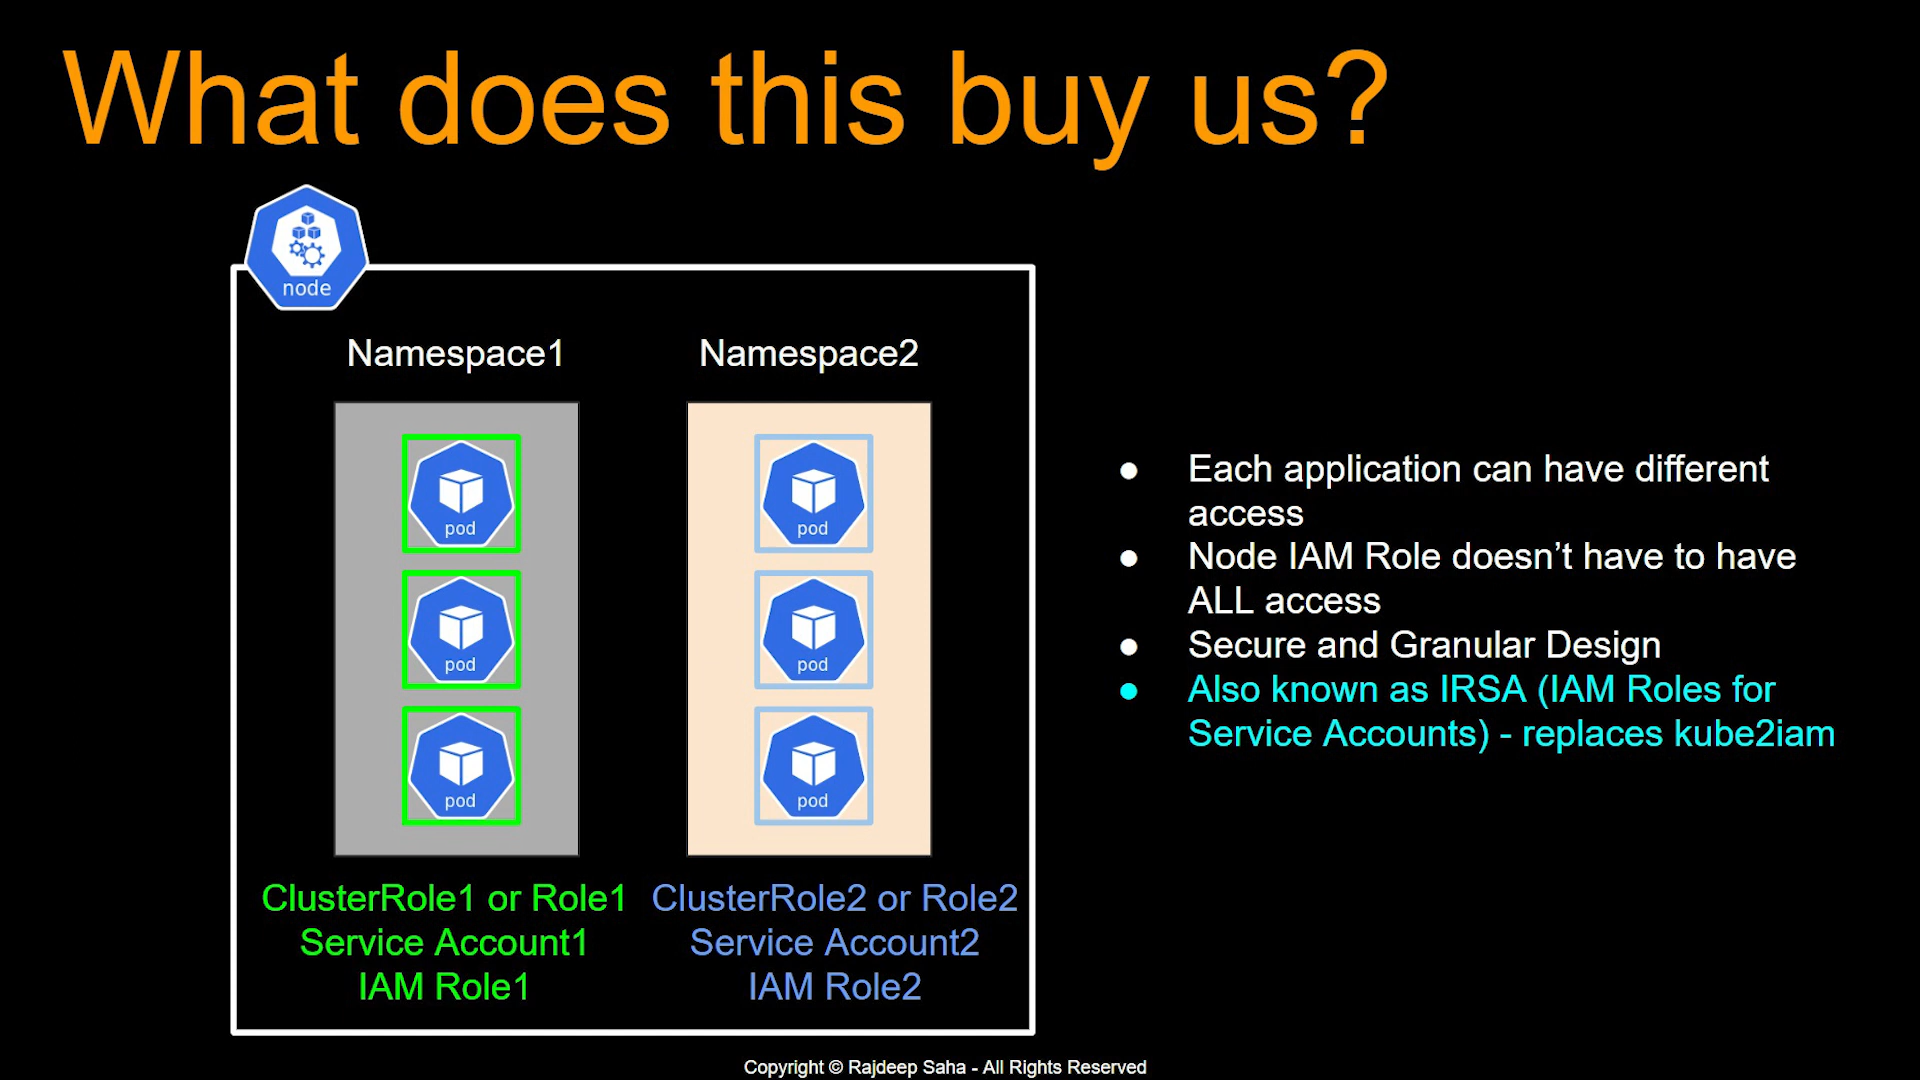 What does this buy us?
node
Namespace1
Namespace2
pod
pod
pod
pod
pod
pod
ClusterRole1 or Role1
Service Account1
IAM Role1
ClusterRole2 or Role2
Service Account2
IAM Role2
● Each application can have different
access
● Node IAM Role doesn’t have to have
ALL access
● Secure and Granular Design
● Also known as IRSA (IAM Roles for
Service Accounts) - replaces kube2iam
Copyright © Rajdeep Saha - All Rights Reserved